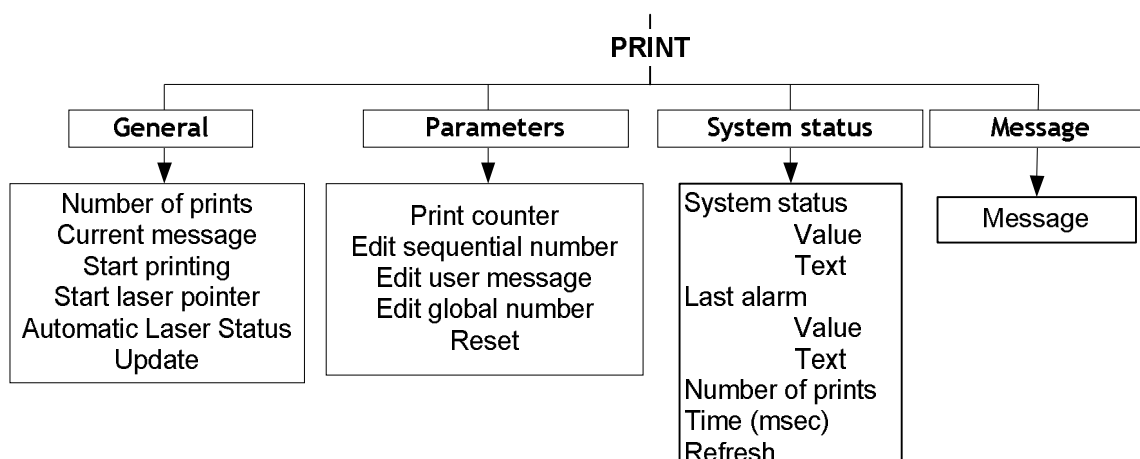 PRINT
General
Parameters
System status
Message
Number of prints
Current message
Start printing
Start laser pointer
Automatic Laser Status
Update
Print counter
Edit sequential number
Edit user message
Edit global number
Reset
System status
Value
Text
Last alarm
Value
Text
Number of prints
Time (msec)
Refresh
Message